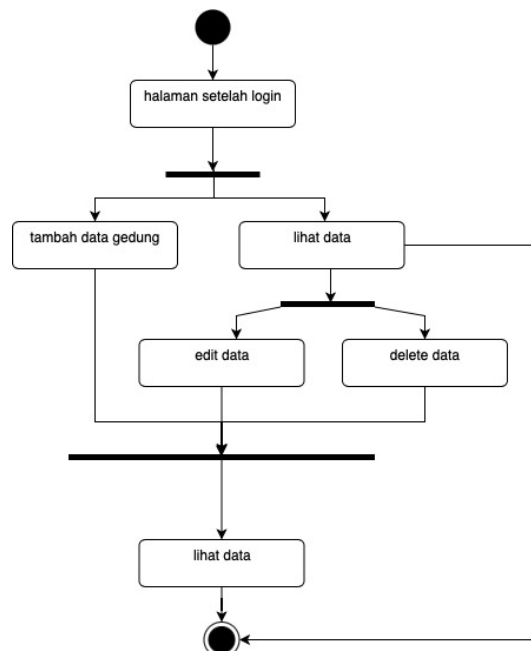 halaman setelah login
tambah data gedung
lihat data
edit data
delete data
lihat data